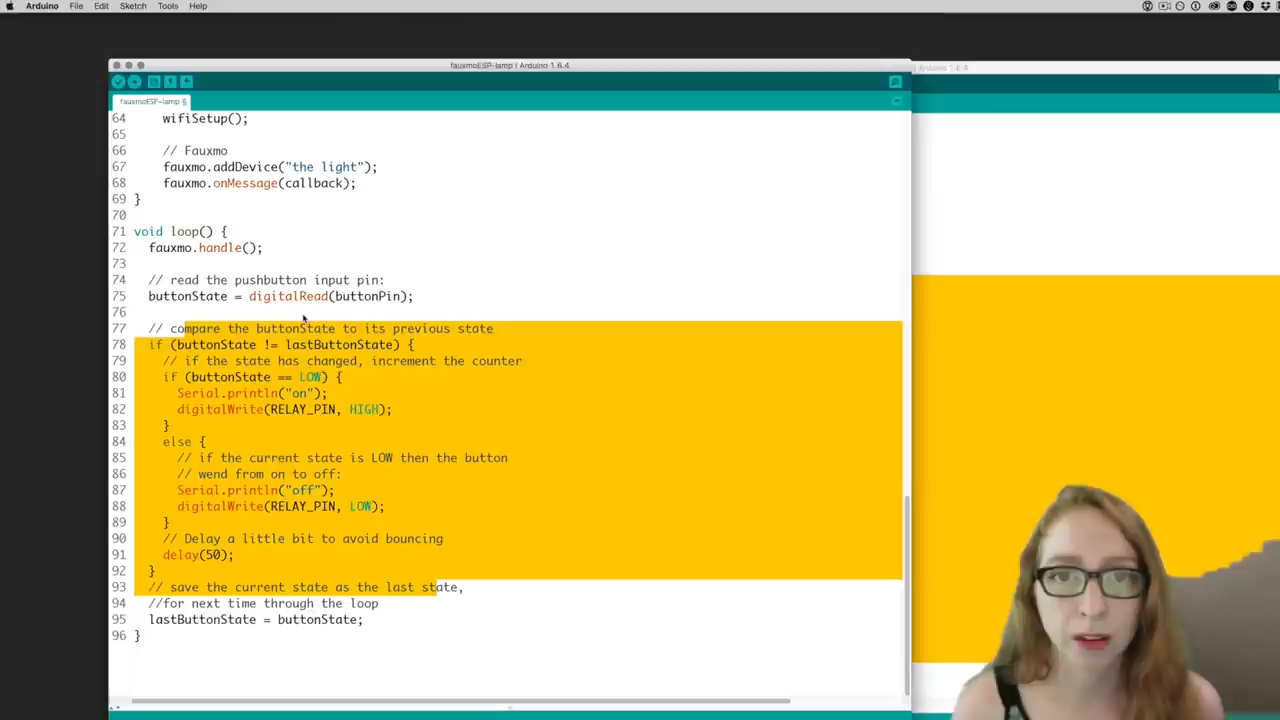 Arduino File Edit Sketch Tools Help
fauxmoESP-lamp | Arduino 1.6.4
fauxmoESP-lamp §
64 wifiSetup();
65
66 // Fauxmo
67 fauxmo.addDevice("the light");
68 fauxmo.onMessage(callback);
69 }
70
71 void loop() {
72 fauxmo.handle();
73
74 // read the pushbutton input pin:
75 buttonState = digitalRead(buttonPin);
76
77 // compare the buttonState to its previous state
78 if (buttonState != lastButtonState) {
79 // if the state has changed, increment the counter
80 if (buttonState == LOW) {
81 Serial.println("on");
82 digitalWrite(RELAY_PIN, HIGH);
83 }
84 else {
85 // if the current state is LOW then the button
86 // wend from on to off:
87 Serial.println("off");
88 digitalWrite(RELAY_PIN, LOW);
89 }
90 // Delay a little bit to avoid bouncing
91 delay(50);
92 }
93 // save the current state as the last state,
94 //for next time through the loop
95 lastButtonState = buttonState;
96 }